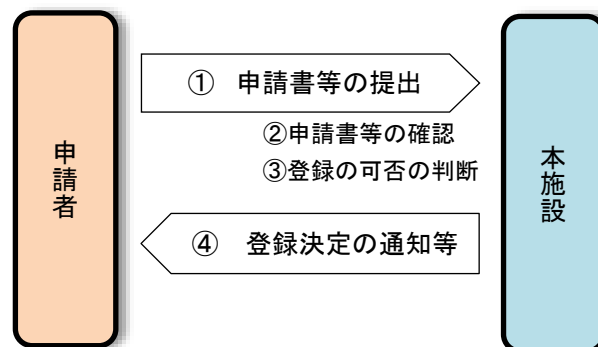 申請者
① 申請書等の提出
②申請書等の確認
③登録の可否の判断
④ 登録決定の通知等
本施設